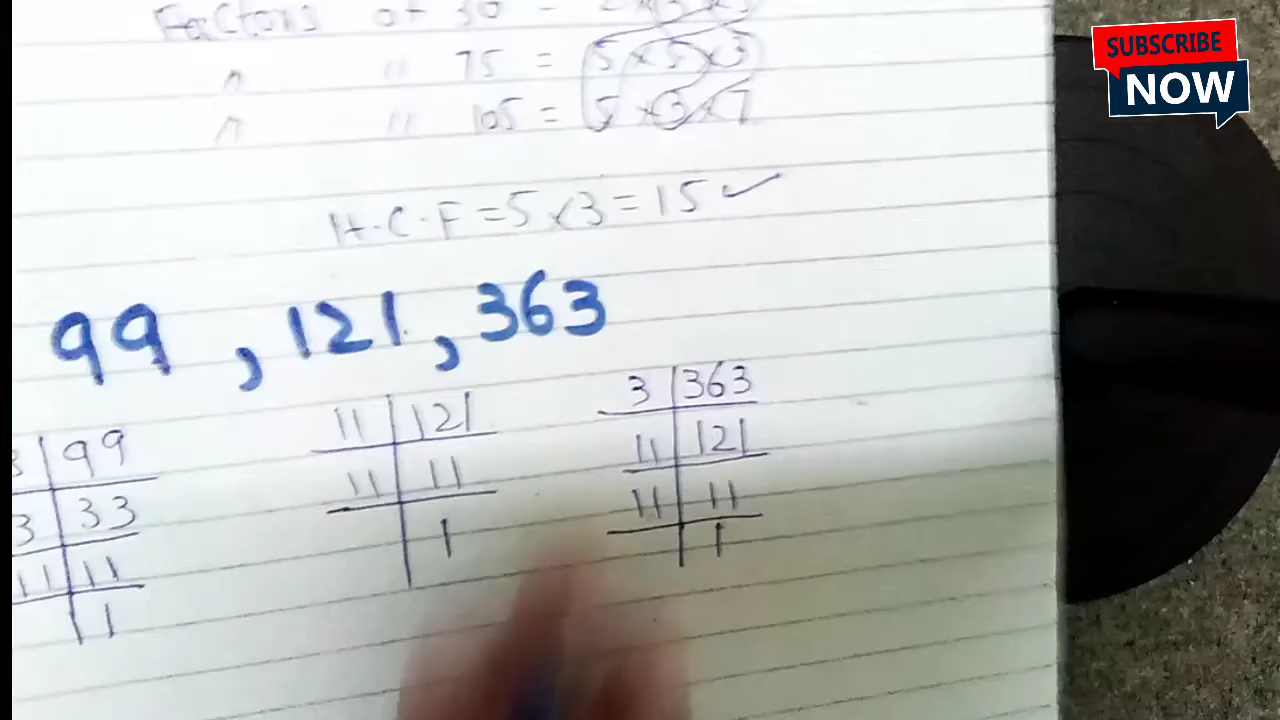 Factors of 30 =
" " 75 = 5 x 5 x 3
" " 105 = 5 x 3 x 7
H.C.F = 5 x 3 = 15 ✓
99 , 121 , 363
3 | 99
3 | 33
11 | 11
1
11 | 121
11 | 11
1
3 | 363
11 | 121
11 | 11
1
SUBSCRIBE
NOW